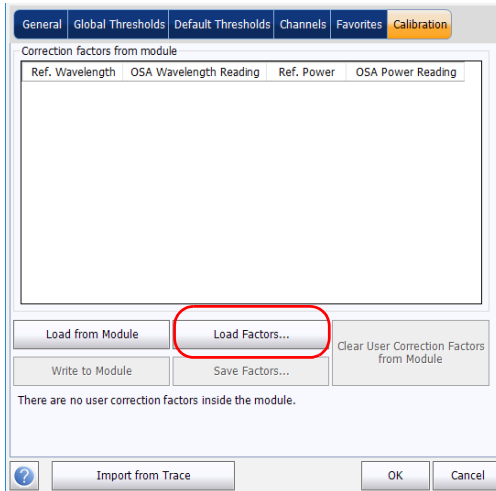 General Global Thresholds Default Thresholds Channels Favorites Calibration
Correction factors from module
Ref. Wavelength OSA Wavelength Reading Ref. Power OSA Power Reading
Load from Module Load Factors... Clear User Correction Factors
from Module
Write to Module Save Factors...
There are no user correction factors inside the module.
? Import from Trace OK Cancel